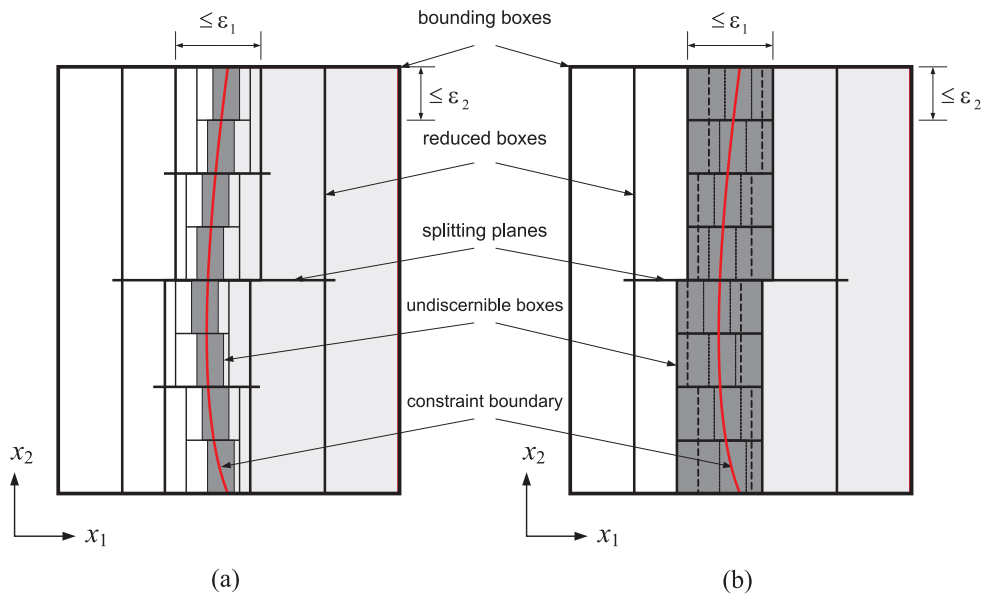 bounding boxes
≤ ε1
≤ ε1
≤ ε2
≤ ε2
reduced boxes
splitting planes
undiscernible boxes
constraint boundary
x2
x2
x1
x1
(a)
(b)